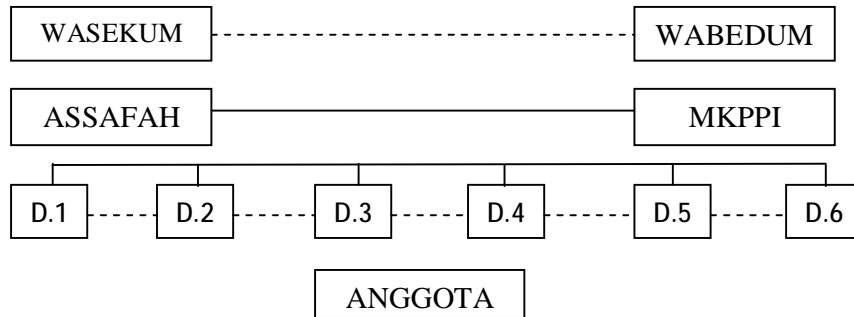 WASEKUM WABEDUM
ASSAFAH MKPPI
D.1 D.2 D.3 D.4 D.5 D.6
ANGGOTA